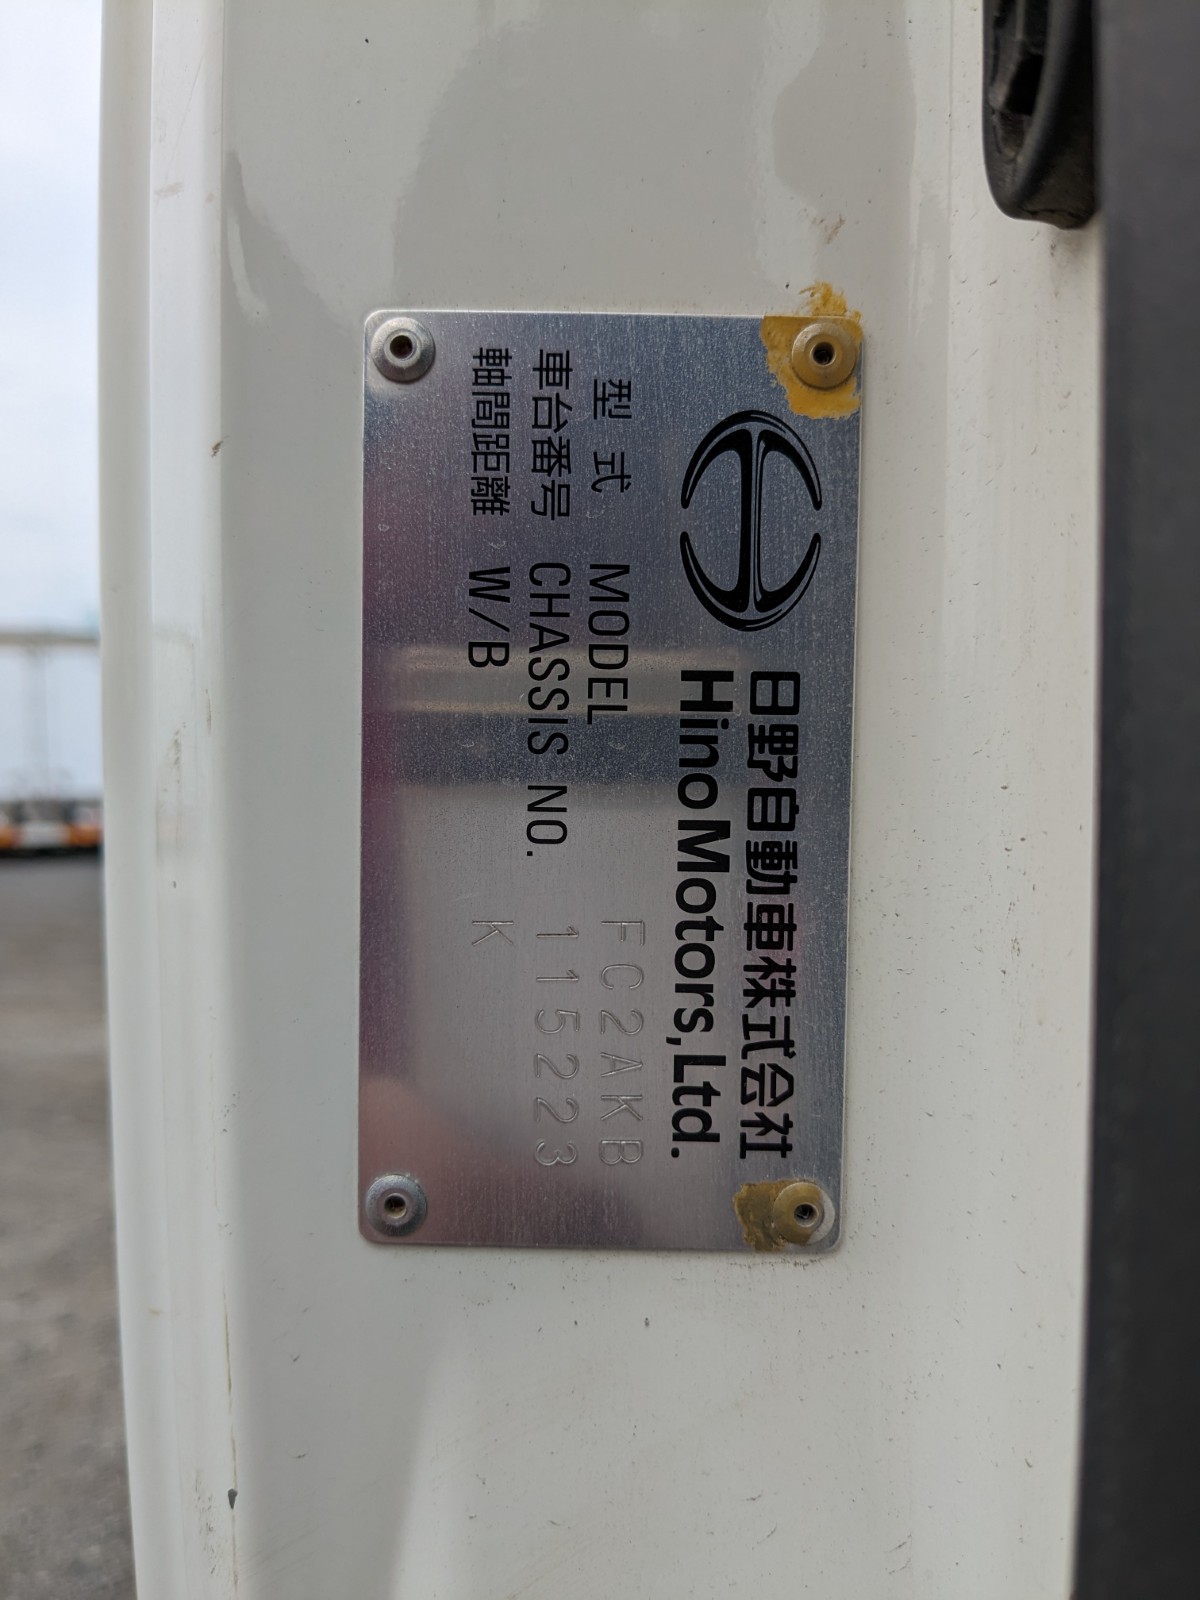 日野自動車株式会社
Hino Motors, Ltd.
型式 MODEL FC2AKB
車台番号 CHASSIS NO. 115223
軸間距離 W/B K